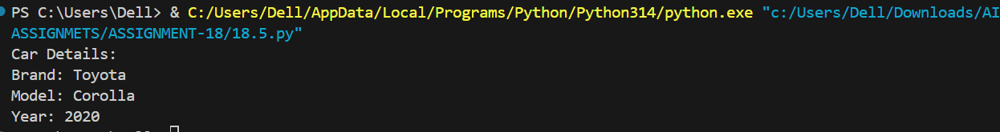 PS C:\Users\Dell> & C:/Users/Dell/AppData/Local/Programs/Python/Python314/python.exe "c:/Users/Dell/Downloads/AI
ASSIGNMETS/ASSIGNMENT-18/18.5.py"
Car Details:
Brand: Toyota
Model: Corolla
Year: 2020